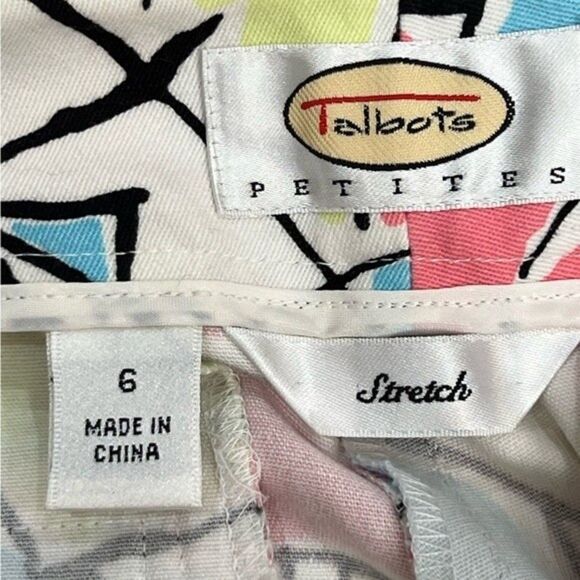 Talbots
PETITES
6
MADE IN
CHINA
Stretch